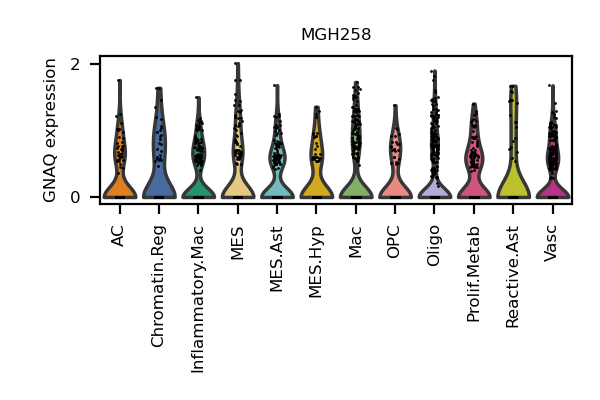 MGH258
GNAQ expression
2
0
AC
Chromatin.Reg
Inflammatory.Mac
MES
MES.Ast
MES.Hyp
Mac
OPC
Oligo
Prolif.Metab
Reactive.Ast
Vasc